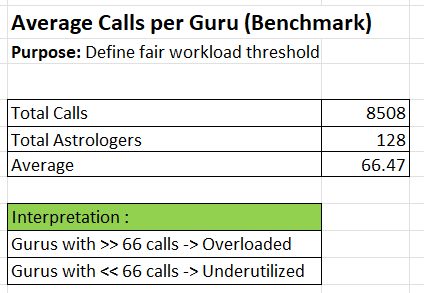 Average Calls per Guru (Benchmark)
Purpose: Define fair workload threshold
Total Calls 8508
Total Astrologers 128
Average 66.47
Interpretation :
Gurus with >> 66 calls -> Overloaded
Gurus with << 66 calls -> Underutilized